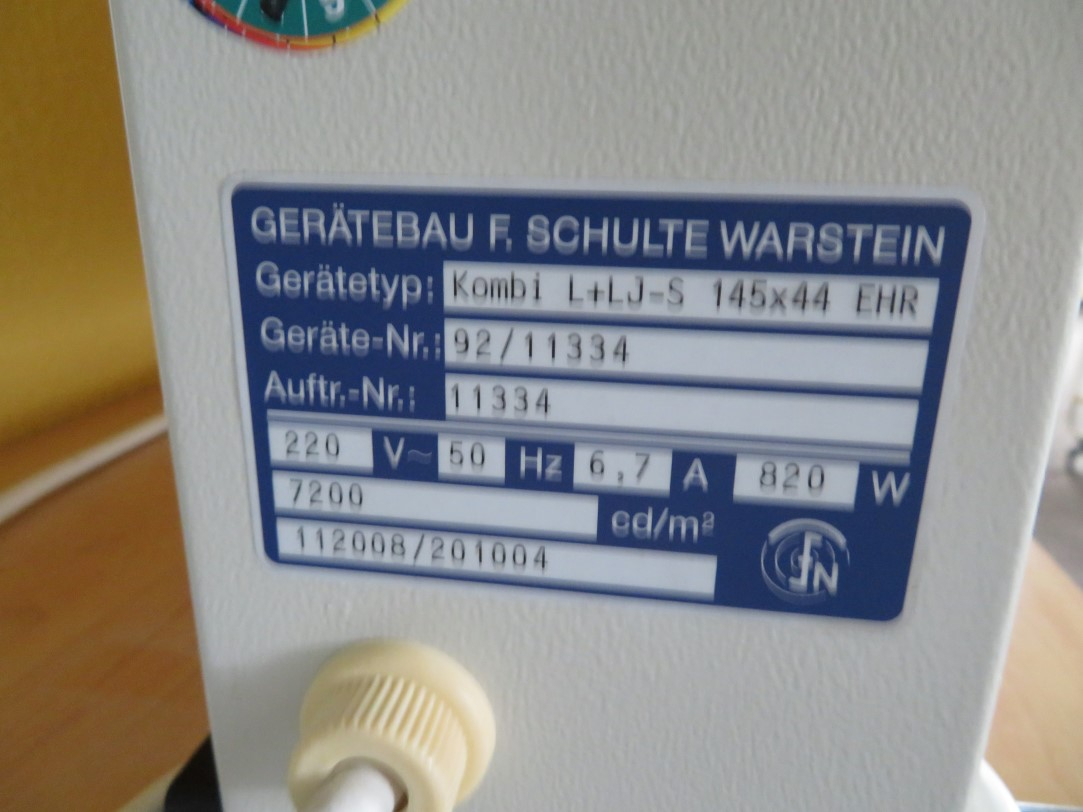 9
GERÄTEBAU F. SCHULTE WARSTEIN
Gerätetyp: Kombi L+LJ-S 145x44 EHR
Geräte-Nr.: 92/11334
Auftr.-Nr.: 11334
220 V~ 50 Hz 6,7 A 820 W
7200 cd/m²
112008/201004